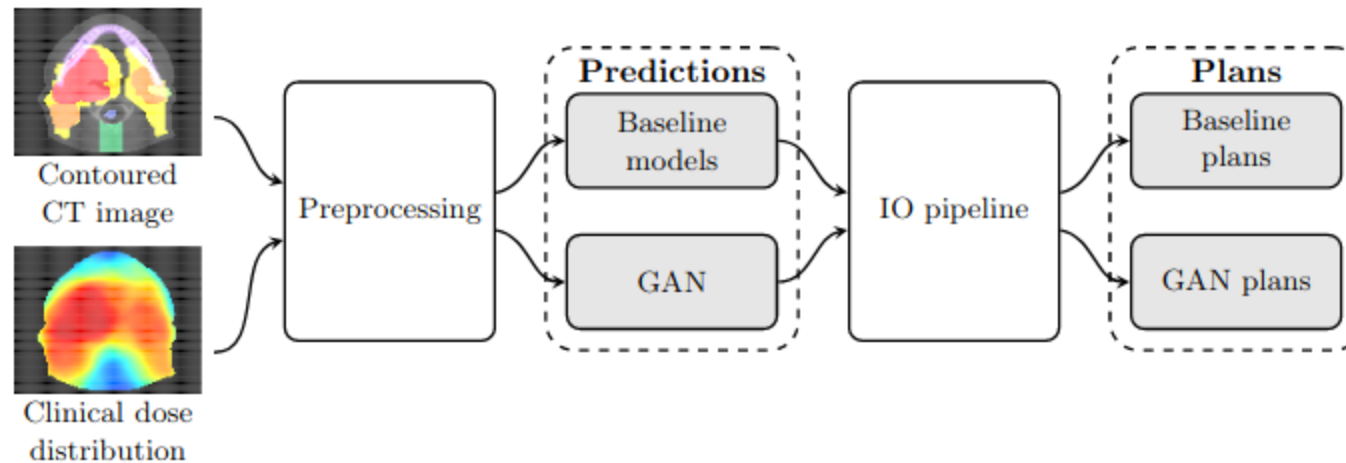 Contoured
CT image
Clinical dose
distribution
Preprocessing
Predictions
Baseline
models
GAN
IO pipeline
Plans
Baseline
plans
GAN plans